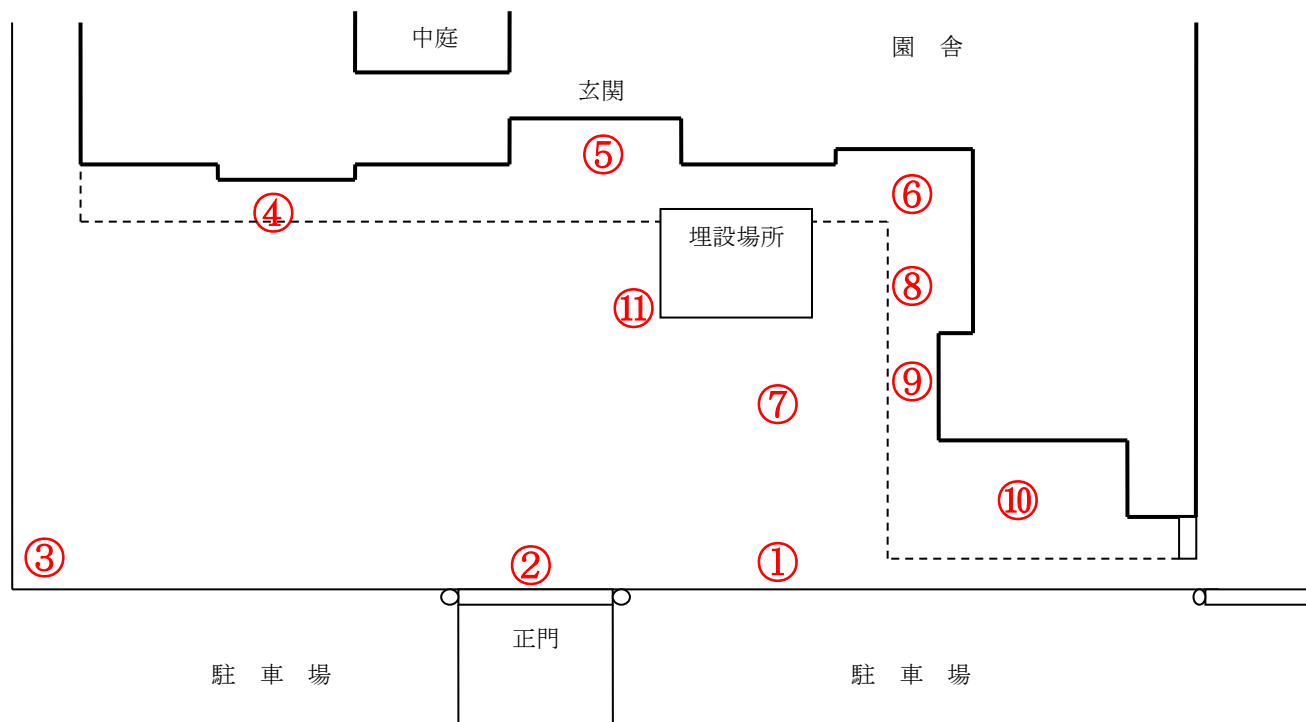 中庭
園　舎
玄関
⑤
⑥
④
埋設場所
⑧
⑪
⑨
⑦
⑩
③
②
①
正門
駐　車　場
駐　車　場